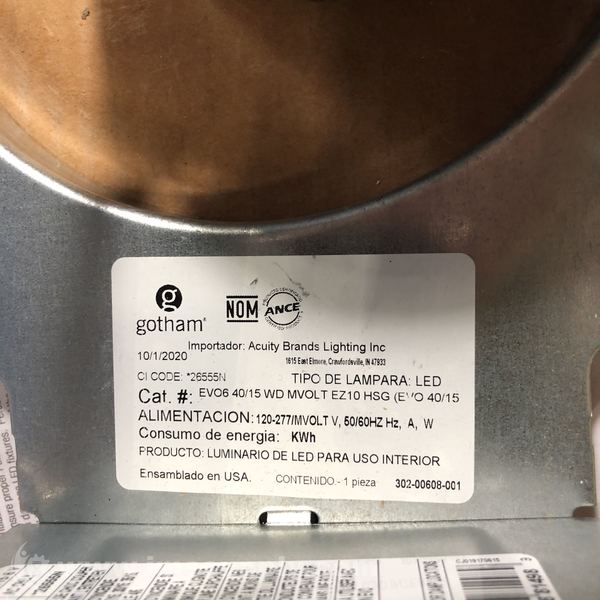 gotham®
NOM
ANCE
Importador: Acuity Brands Lighting Inc
10/1/2020
1615 East Elmore, Crawfordsville, IN 47933
CI CODE: *26555N
TIPO DE LAMPARA: LED
Cat. #: EVO6 40/15 WD MVOLT EZ10 HSG (EVO 40/15
ALIMENTACION: 120-277/MVOLT V, 50/60HZ Hz, A, W
Consumo de energia: KWh
PRODUCTO: LUMINARIO DE LED PARA USO INTERIOR
Ensamblado en USA.
CONTENIDO.- 1 pieza
302-00608-001
CJ019170615